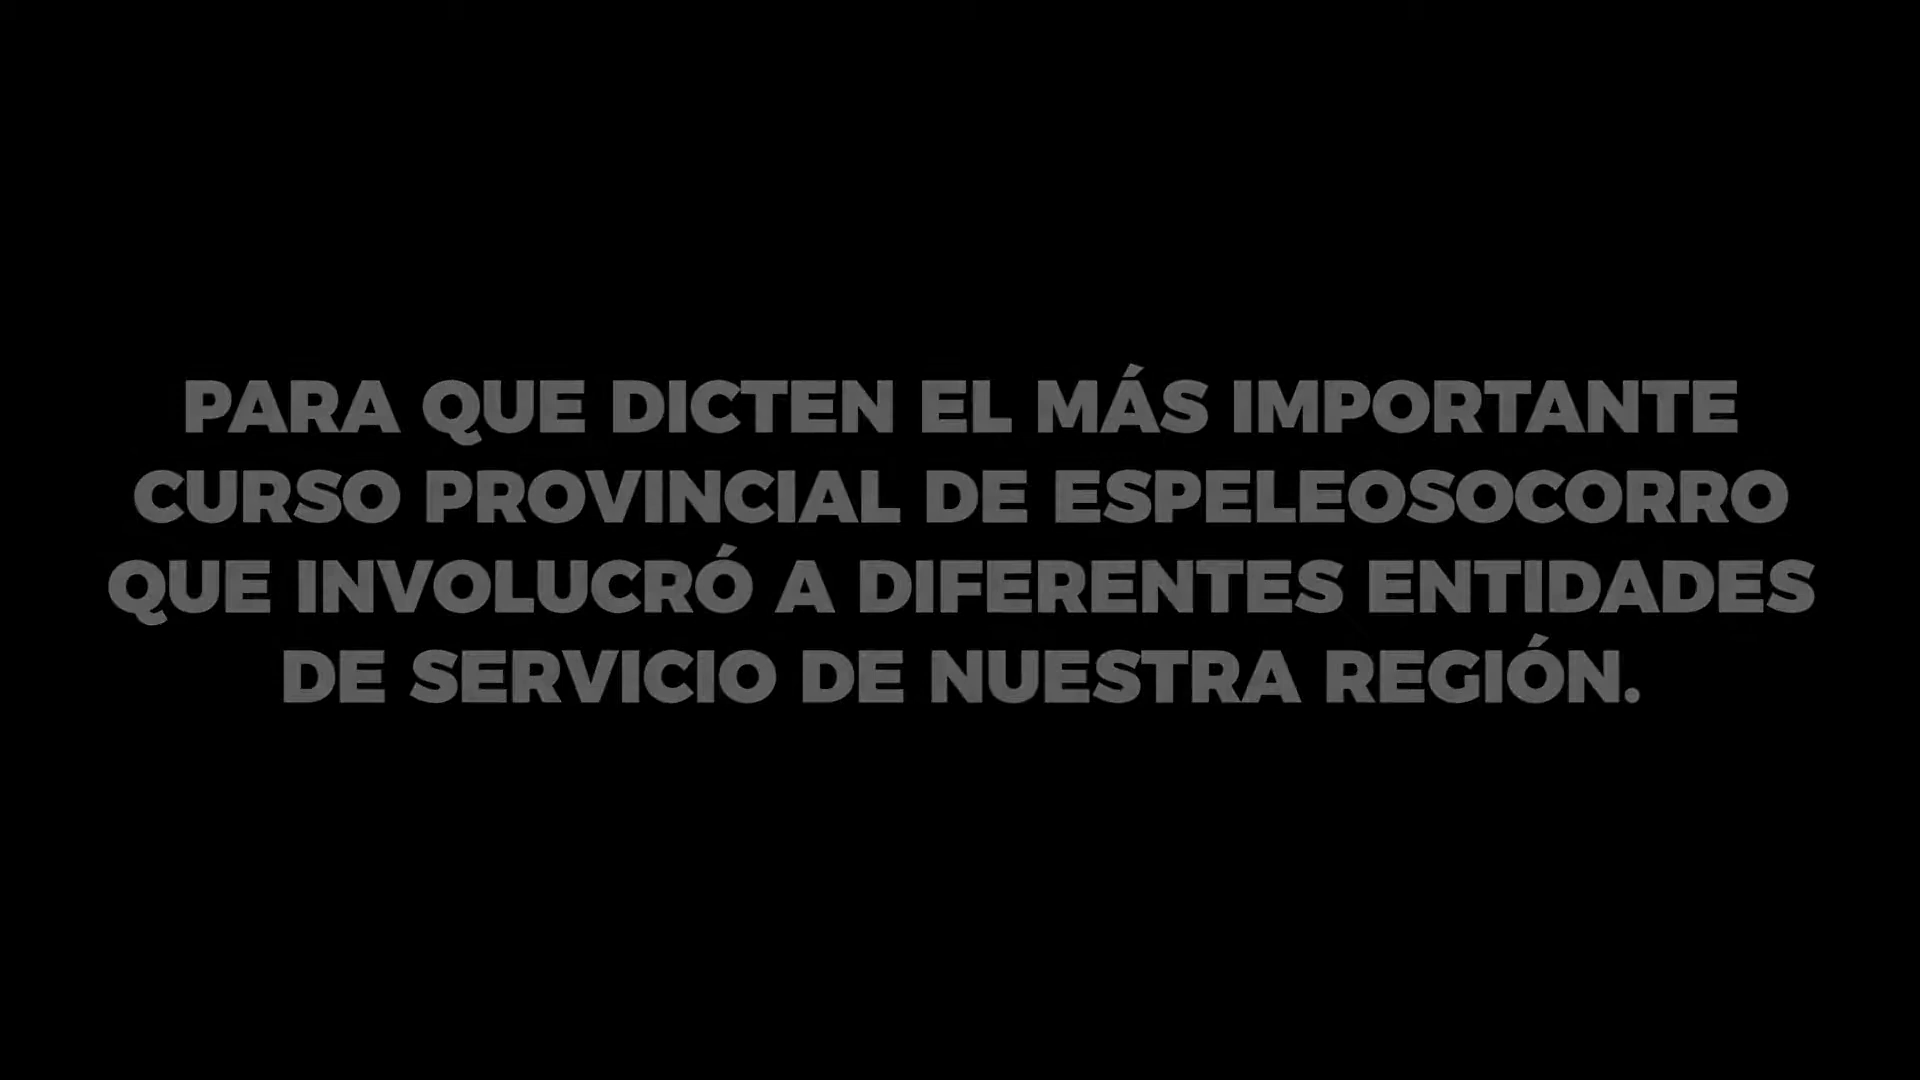 PARA QUE DICTEN EL MÁS IMPORTANTE
CURSO PROVINCIAL DE ESPELEOSOCORRO
QUE INVOLUCRÓ A DIFERENTES ENTIDADES
DE SERVICIO DE NUESTRA REGIÓN.